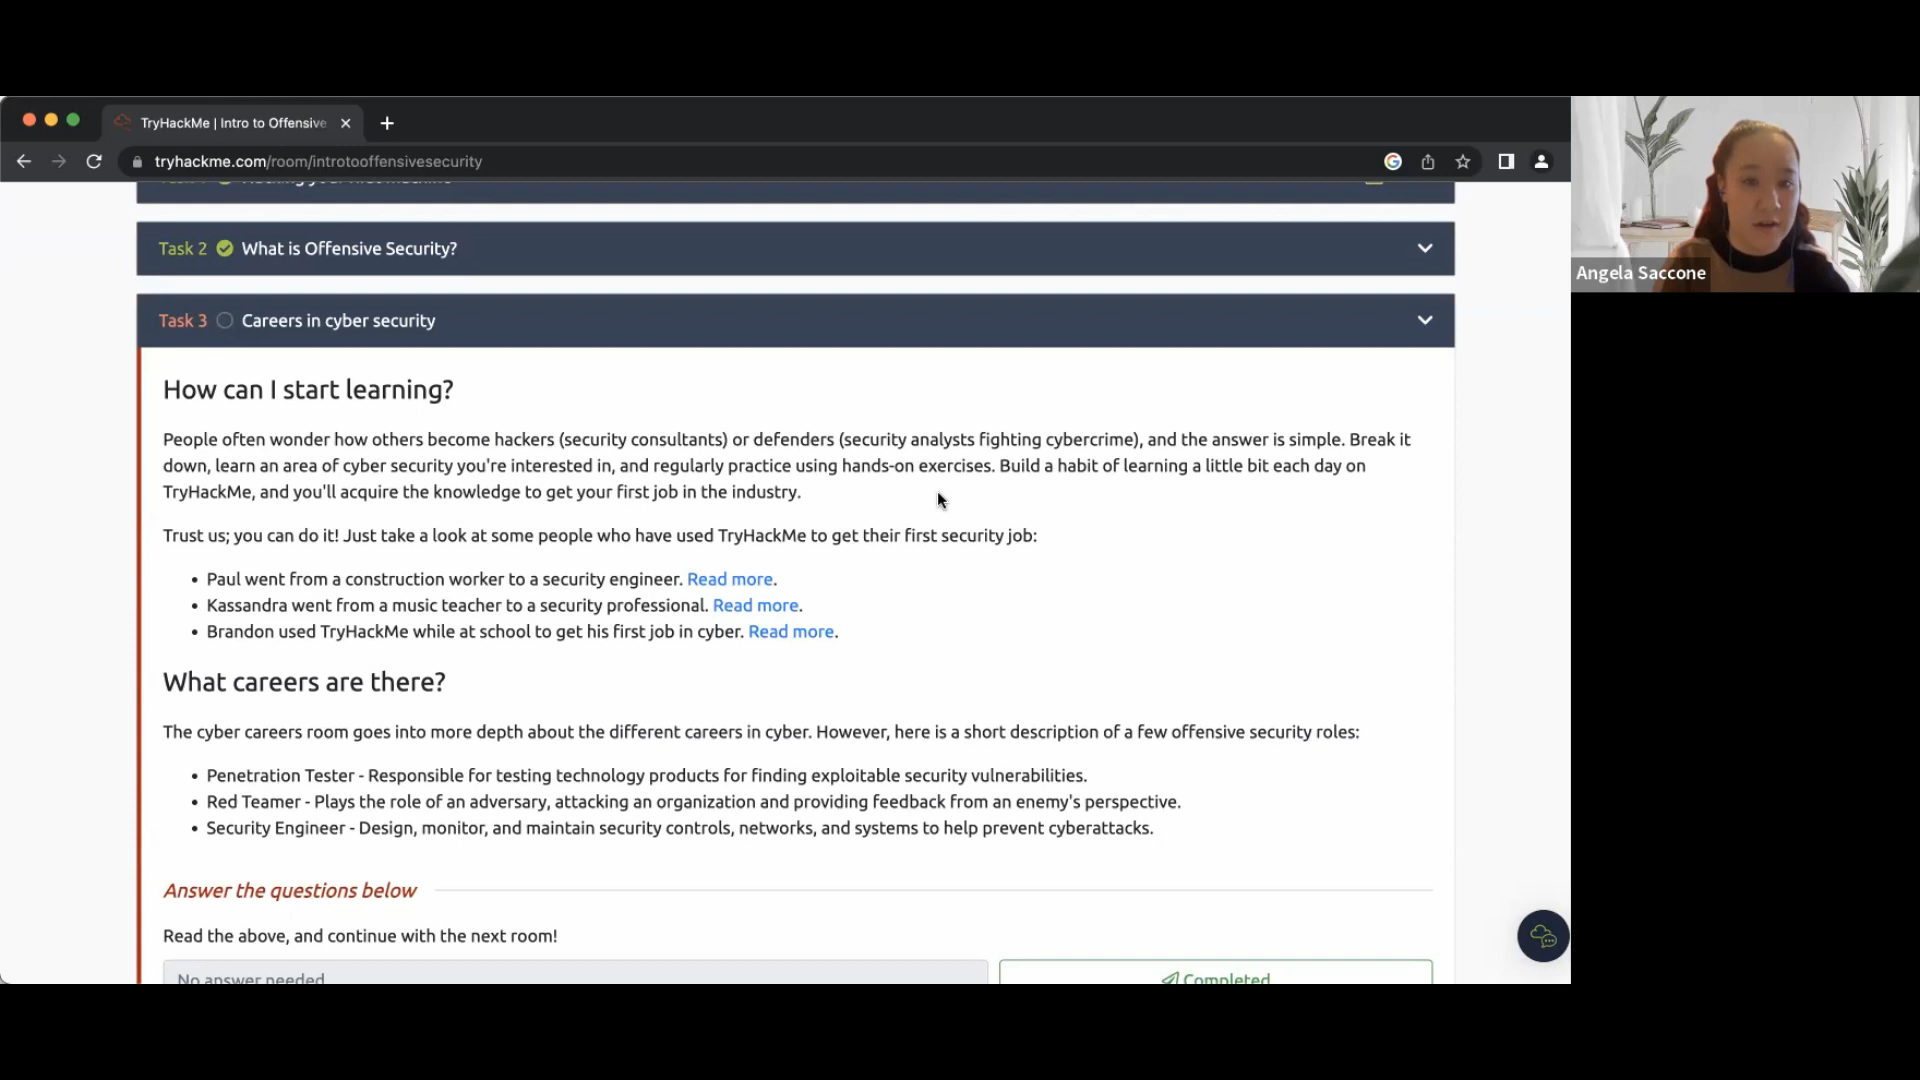 TryHackMe | Intro to Offensive
tryhackme.com/room/introtooffensivesecurity
Angela Saccone
Task 2 What is Offensive Security?
Task 3 Careers in cyber security
How can I start learning?
People often wonder how others become hackers (security consultants) or defenders (security analysts fighting cybercrime), and the answer is simple. Break it
down, learn an area of cyber security you're interested in, and regularly practice using hands-on exercises. Build a habit of learning a little bit each day on
TryHackMe, and you'll acquire the knowledge to get your first job in the industry.
Trust us; you can do it! Just take a look at some people who have used TryHackMe to get their first security job:
• Paul went from a construction worker to a security engineer. Read more.
• Kassandra went from a music teacher to a security professional. Read more.
• Brandon used TryHackMe while at school to get his first job in cyber. Read more.
What careers are there?
The cyber careers room goes into more depth about the different careers in cyber. However, here is a short description of a few offensive security roles:
• Penetration Tester - Responsible for testing technology products for finding exploitable security vulnerabilities.
• Red Teamer - Plays the role of an adversary, attacking an organization and providing feedback from an enemy's perspective.
• Security Engineer - Design, monitor, and maintain security controls, networks, and systems to help prevent cyberattacks.
Answer the questions below
Read the above, and continue with the next room!
No answer needed
Completed